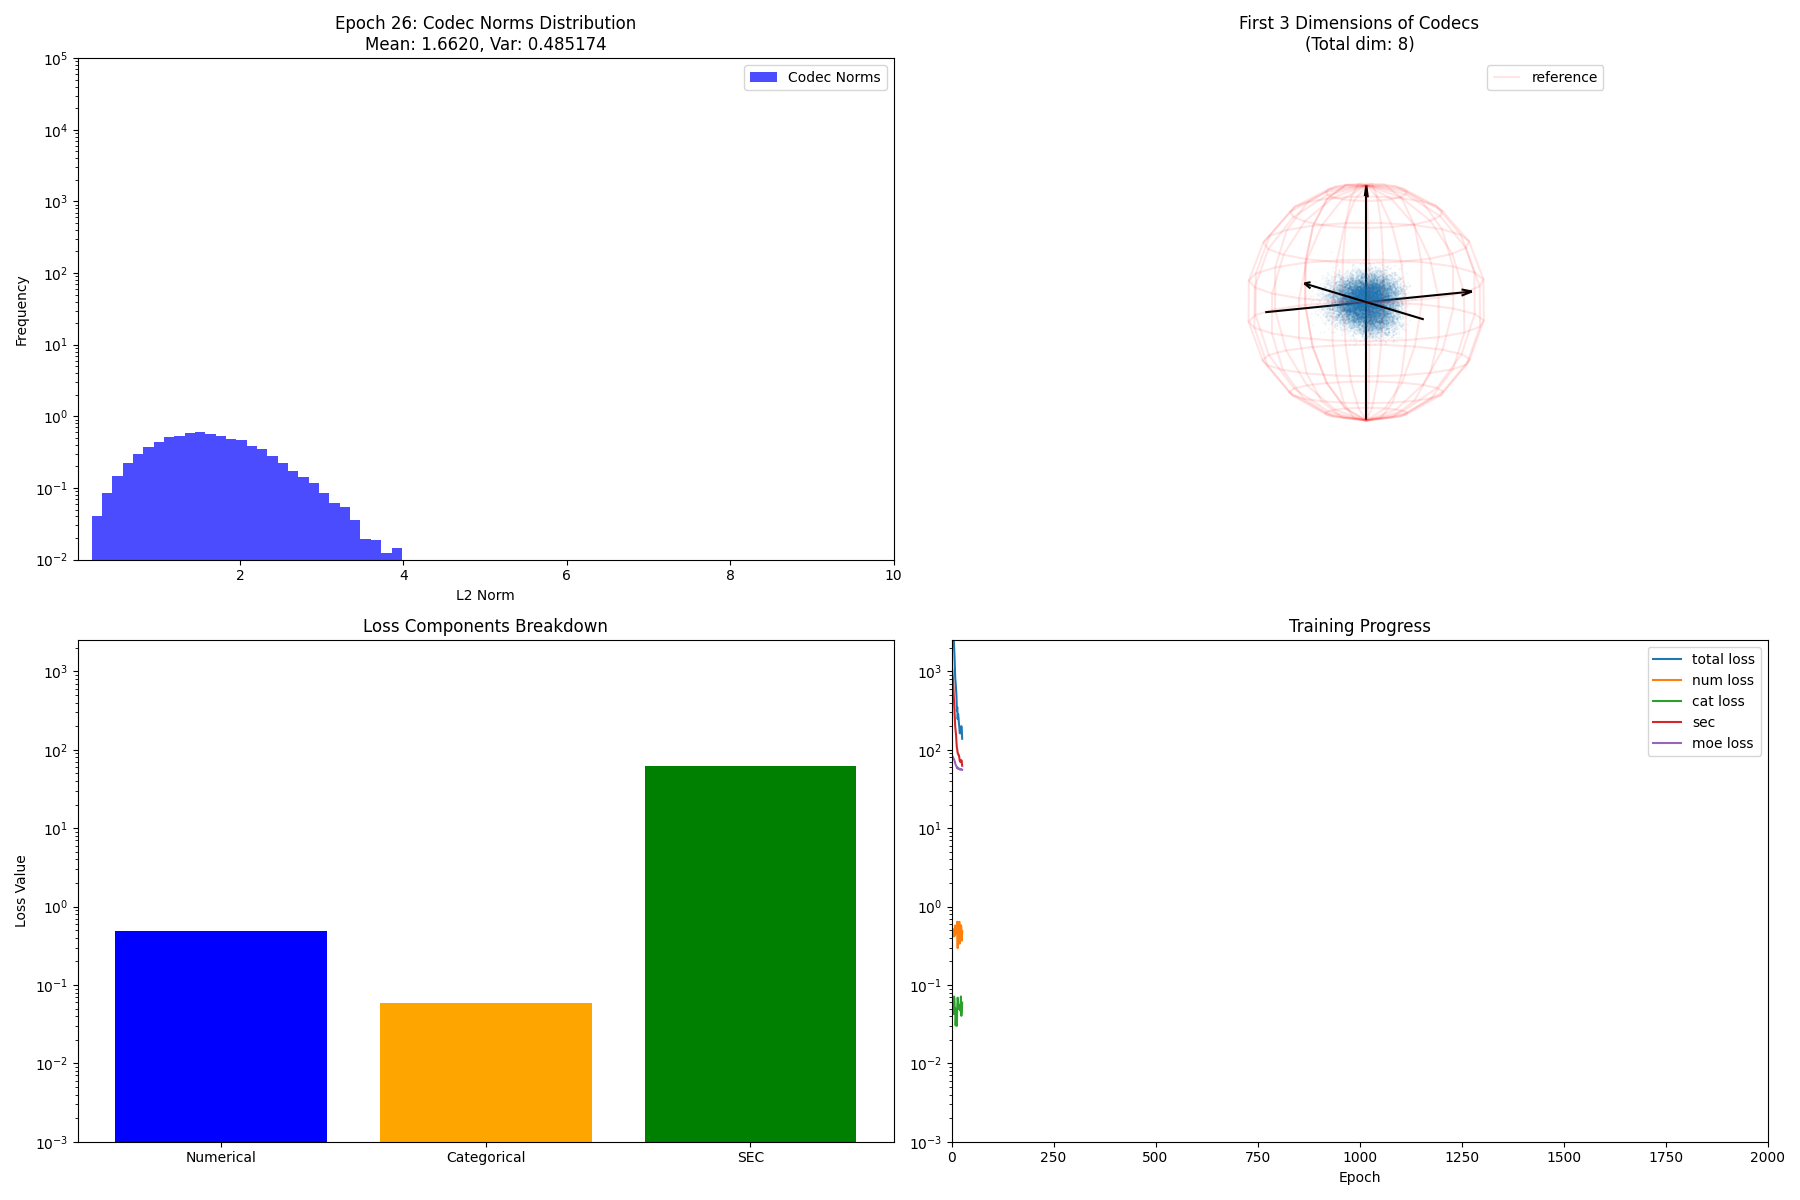 Epoch 26: Codec Norms Distribution
Mean: 1.6620, Var: 0.485174
Codec Norms
10^5
10^4
10^3
10^2
10^1
10^0
10^-1
10^-2
Frequency
2
4
6
8
10
L2 Norm
First 3 Dimensions of Codecs
(Total dim: 8)
reference
Loss Components Breakdown
10^3
10^2
10^1
10^0
10^-1
10^-2
10^-3
Loss Value
Numerical
Categorical
SEC
Training Progress
total loss
num loss
cat loss
sec
moe loss
10^3
10^2
10^1
10^0
10^-1
10^-2
10^-3
0
250
500
750
1000
1250
1500
1750
2000
Epoch